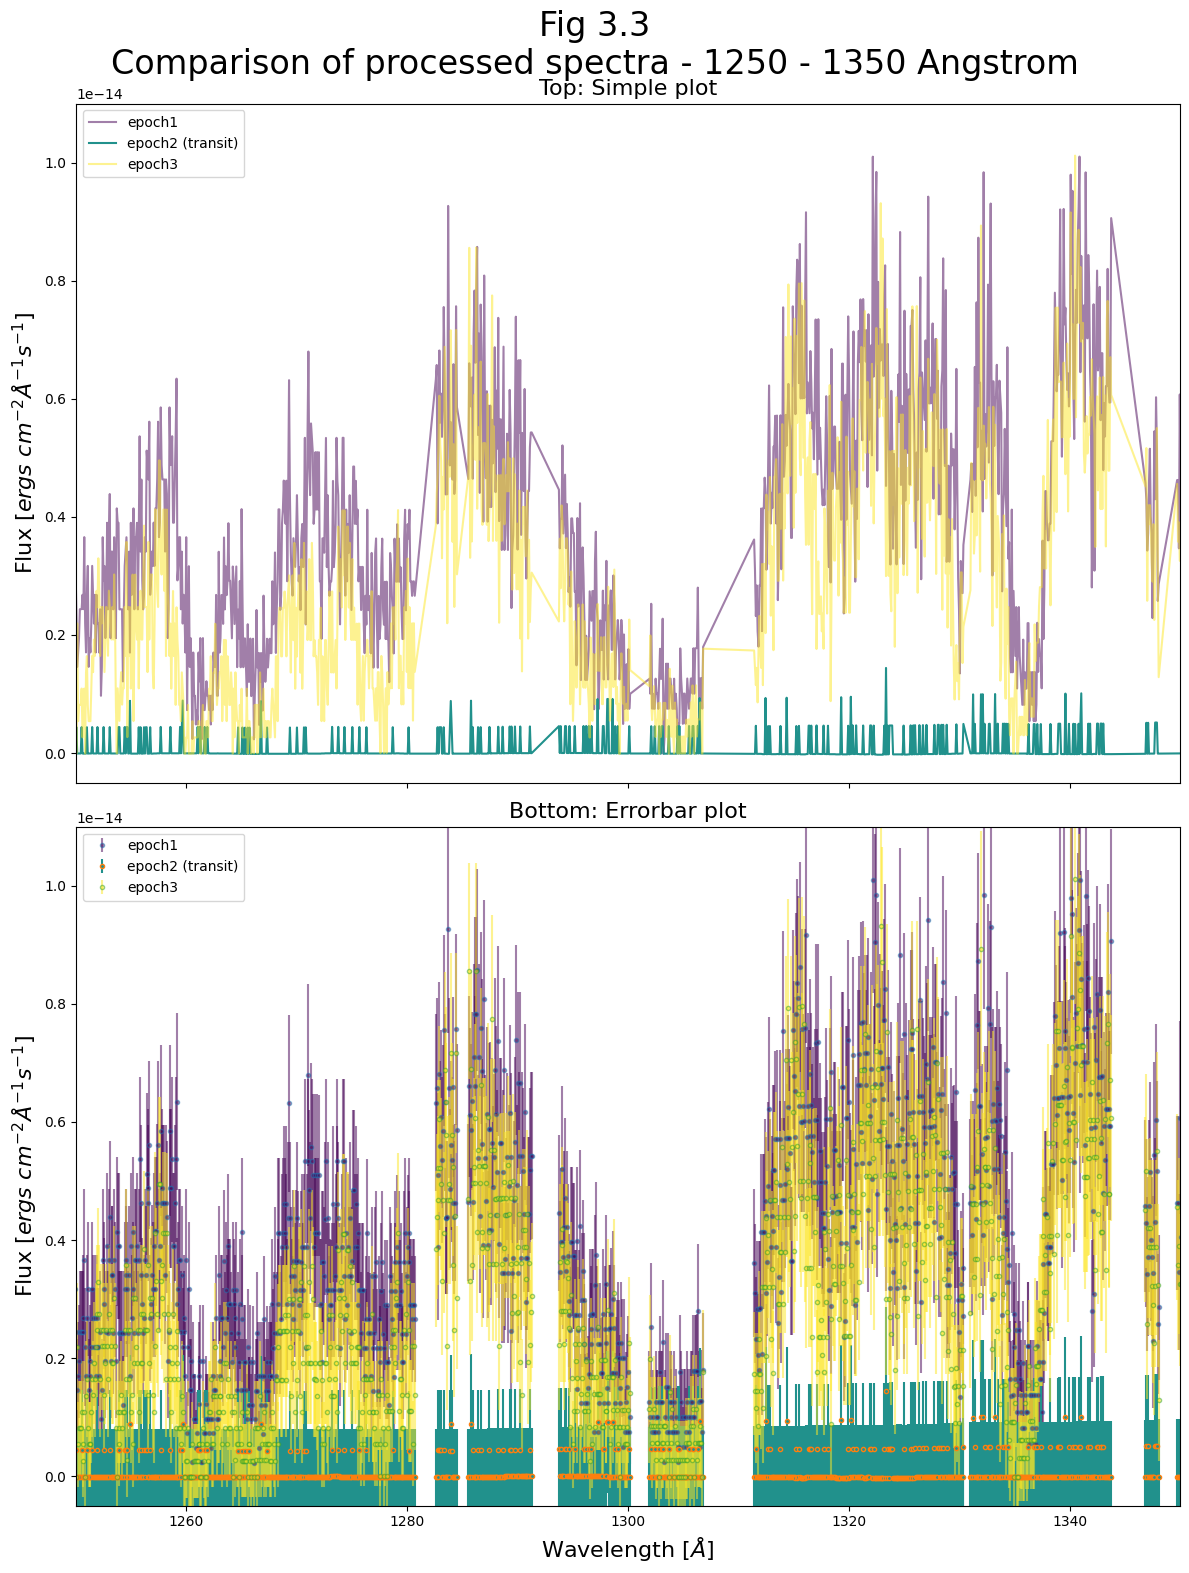 Fig 3.3
Comparison of processed spectra - 1250 - 1350 Angstrom
Top: Simple plot
1e−14
epoch1
epoch2 (transit)
epoch3
1.0
0.8
0.6
0.4
0.2
0.0
Flux [ergs cm⁻²Å⁻¹s⁻¹]
Bottom: Errorbar plot
1e−14
epoch1
epoch2 (transit)
epoch3
1.0
0.8
0.6
0.4
0.2
0.0
Flux [ergs cm⁻²Å⁻¹s⁻¹]
1260 1280 1300 1320 1340
Wavelength [Å]